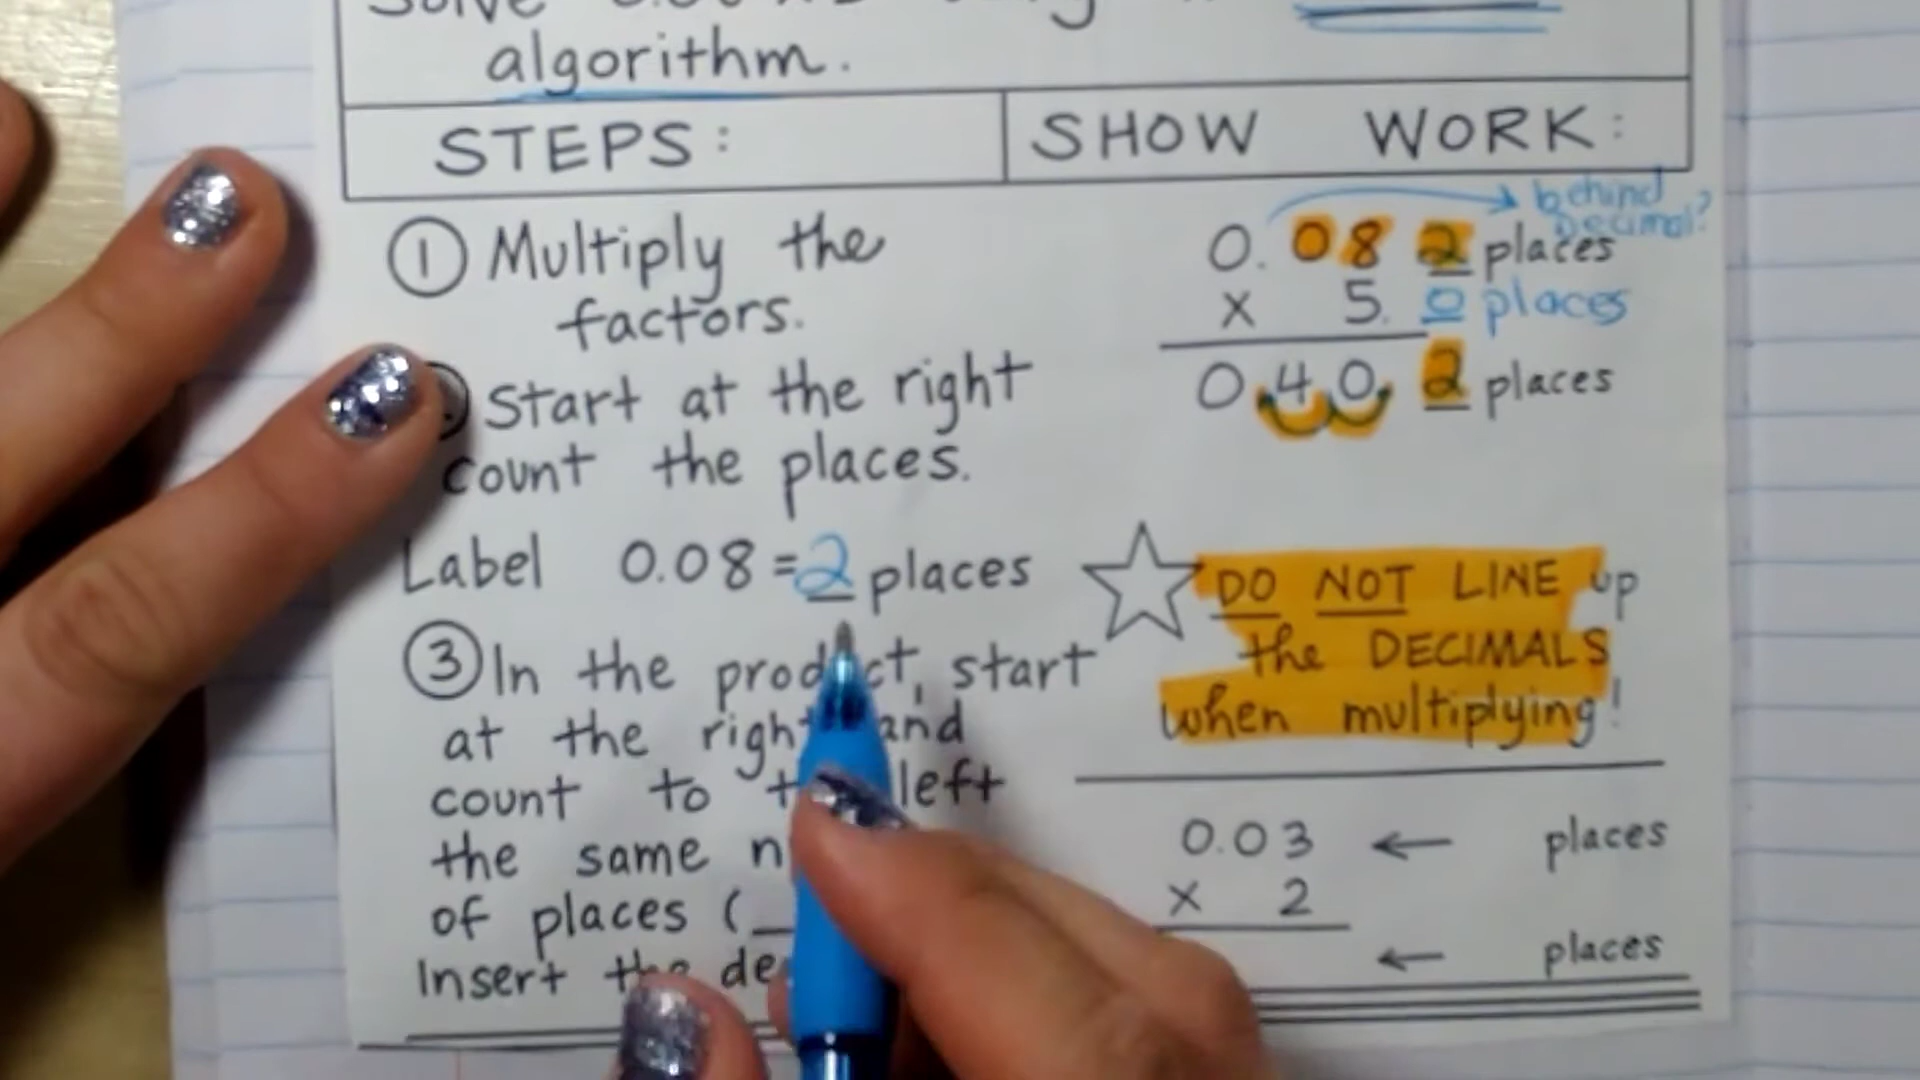 algorithm.
STEPS:
SHOW WORK:
① Multiply the
factors.
Start at the right
count the places.
Label 0.08 = 2 places
③ In the product, start
at the right and
count to left
the same
of places (
Insert the
behind
Decimal?
0.08 2 places
x 5. 0 places
0.40. 2 places
DO NOT LINE up
the DECIMALS
when multiplying!
0.03 ← places
x 2
← places